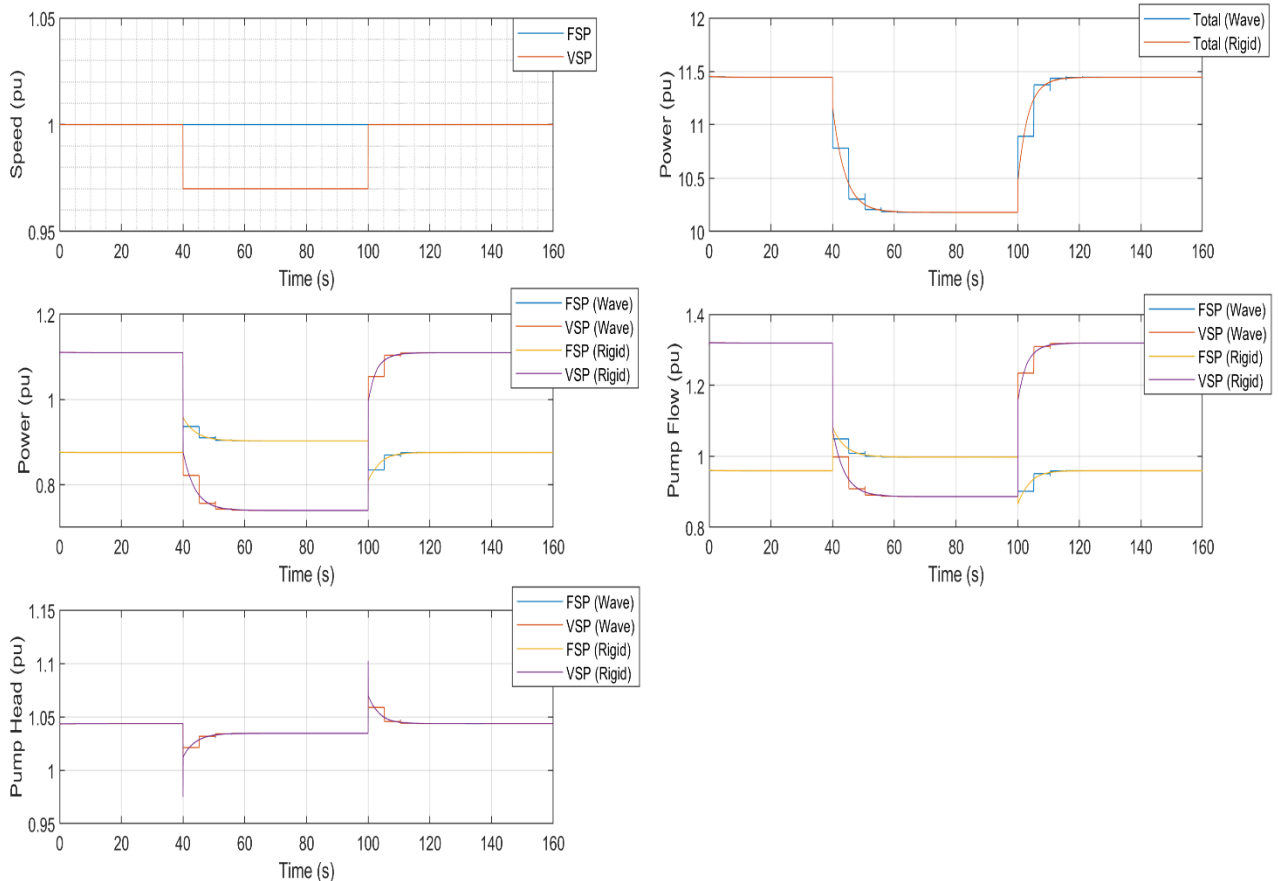 1.05
1
0.95
Speed (pu)
0 20 40 60 80 100 120 140 160
Time (s)
FSP
VSP
12
11.5
11
10.5
10
Power (pu)
0 20 40 60 80 100 120 140 160
Time (s)
Total (Wave)
Total (Rigid)
1.2
1
0.8
Power (pu)
0 20 40 60 80 100 120 140 160
Time (s)
FSP (Wave)
VSP (Wave)
FSP (Rigid)
VSP (Rigid)
1.4
1.2
1
0.8
Pump Flow (pu)
0 20 40 60 80 100 120 140 160
Time (s)
FSP (Wave)
VSP (Wave)
FSP (Rigid)
VSP (Rigid)
1.15
1.1
1.05
1
0.95
Pump Head (pu)
0 20 40 60 80 100 120 140 160
Time (s)
FSP (Wave)
VSP (Wave)
FSP (Rigid)
VSP (Rigid)